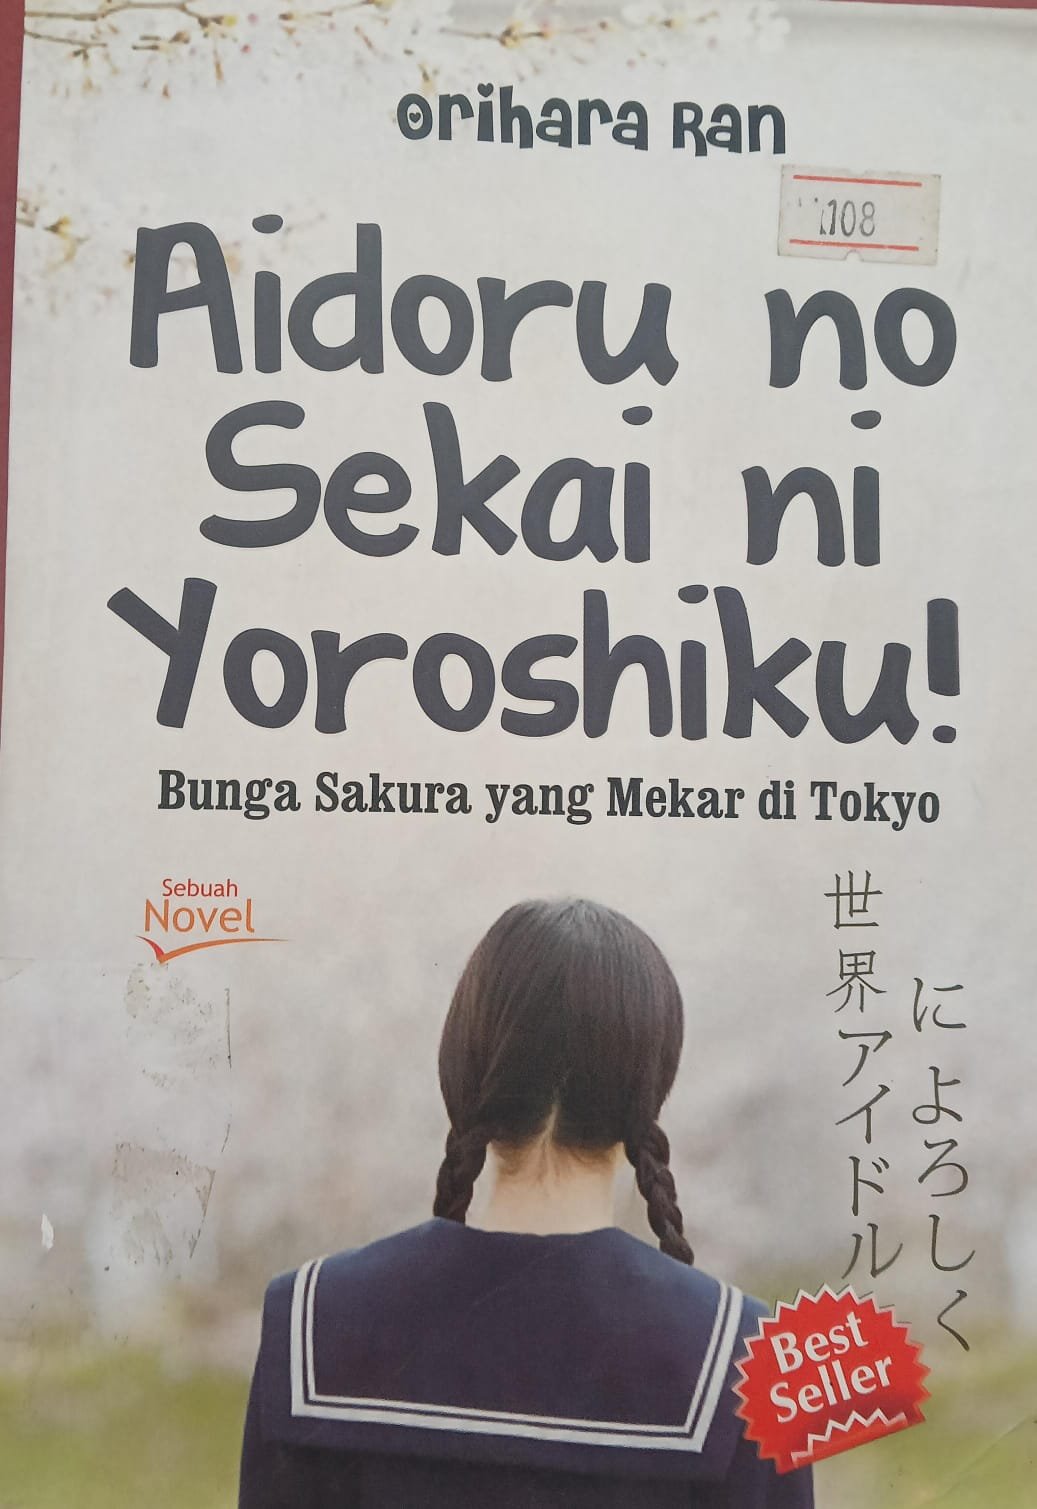 Orihara Ran
1108
Aidoru no
Sekai ni
Yoroshiku!
Bunga Sakura yang Mekar di Tokyo
Sebuah
Novel
世界アイドル
によろしく
Best
Seller